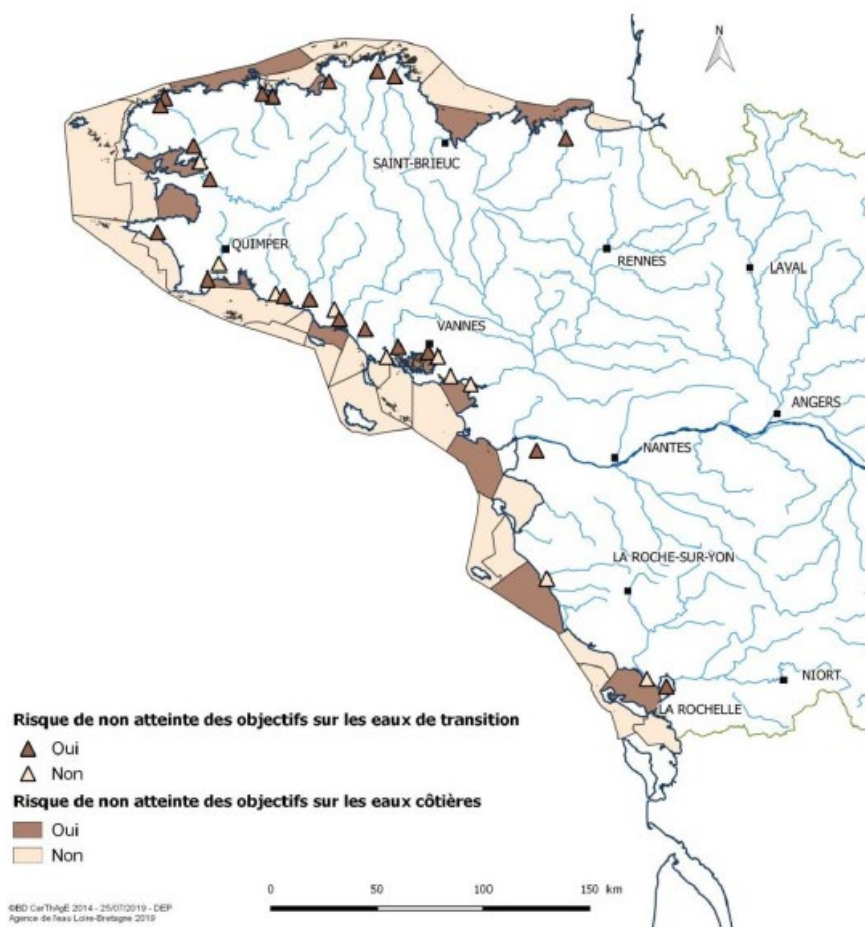 N
SAINT-BRIEUC
QUIMPER
RENNES
LAVAL
VANNES
ANGERS
NANTES
LA ROCHE-SUR-YON
NIORT
LA ROCHELLE
Risque de non atteinte des objectifs sur les eaux de transition
Oui
Non
Risque de non atteinte des objectifs sur les eaux côtières
Oui
Non
0 50 100 150 km
©BD CarThAgE 2014 - 25/07/2019 - DEP
Agence de l'eau Loire-Bretagne 2019